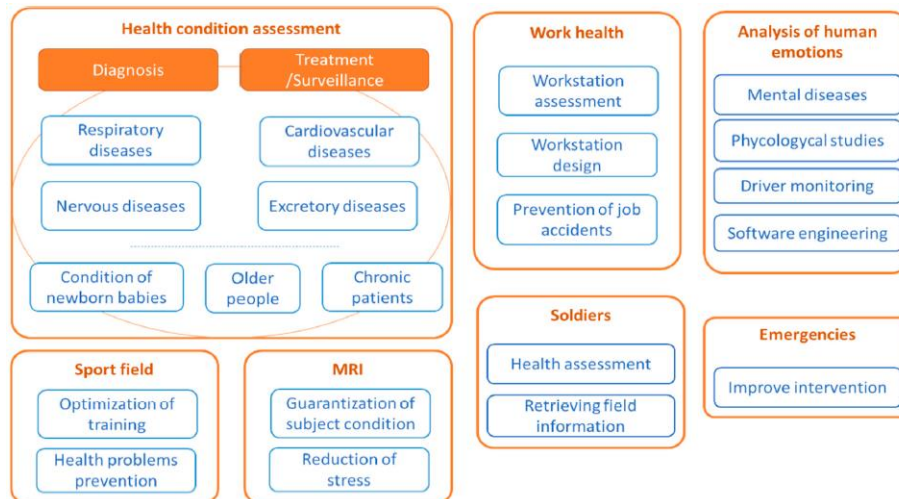 Health condition assessment
Diagnosis
Treatment
/Surveillance
Respiratory
diseases
Cardiovascular
diseases
Nervous diseases
Excretory diseases
Condition of
newborn babies
Older
people
Chronic
patients
Work health
Workstation
assessment
Workstation
design
Prevention of job
accidents
Analysis of human
emotions
Mental diseases
Phycologycal studies
Driver monitoring
Software engineering
Sport field
Optimization of
training
Health problems
prevention
MRI
Guarantization of
subject condition
Reduction of
stress
Soldiers
Health assessment
Retrieving field
information
Emergencies
Improve intervention